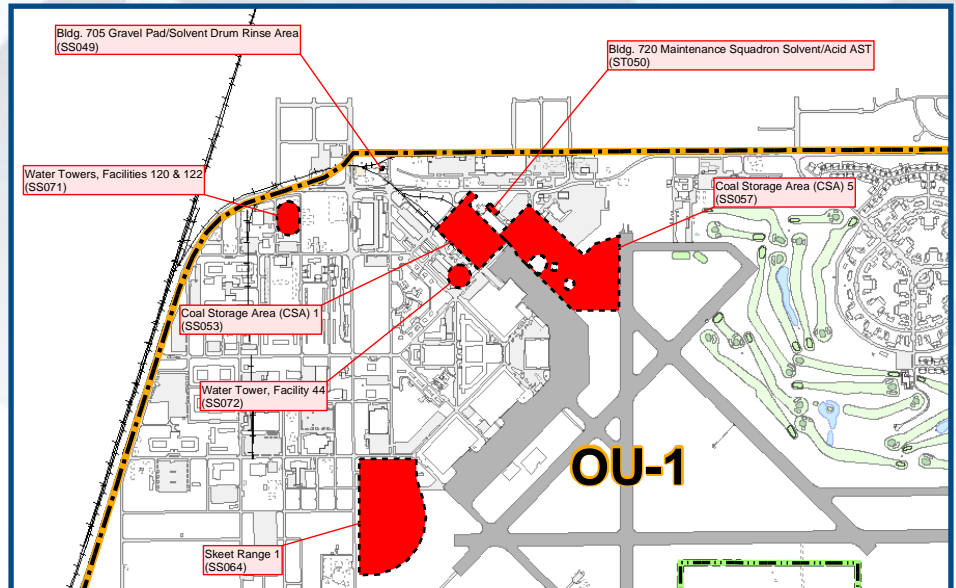 Bldg. 705 Gravel Pad/Solvent Drum Rinse Area
(SS049)
Bldg. 720 Maintenance Squadron Solvent/Acid AST
(ST050)
Water Towers, Facilities 120 & 122
(SS071)
Coal Storage Area (CSA) 5
(SS057)
Coal Storage Area (CSA) 1
(SS053)
Water Tower, Facility 44
(SS072)
OU-1
Skeet Range 1
(SS064)